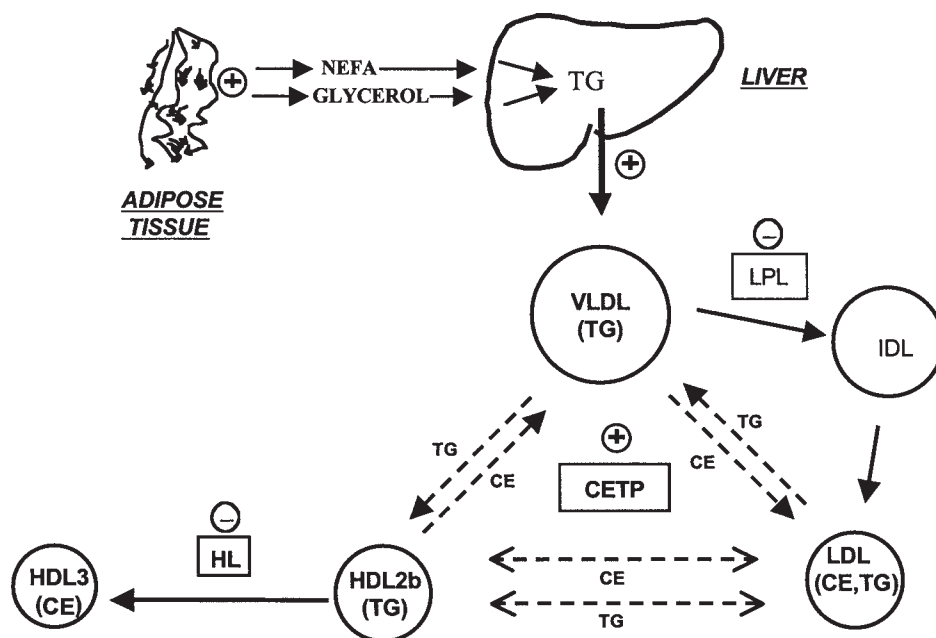 +
NEFA
GLYCEROL
TG
LIVER
ADIPOSE
TISSUE
+
−
LPL
VLDL
(TG)
IDL
TG
CE
+
CETP
TG
CE
−
HL
HDL3
(CE)
HDL2b
(TG)
CE
TG
LDL
(CE,TG)